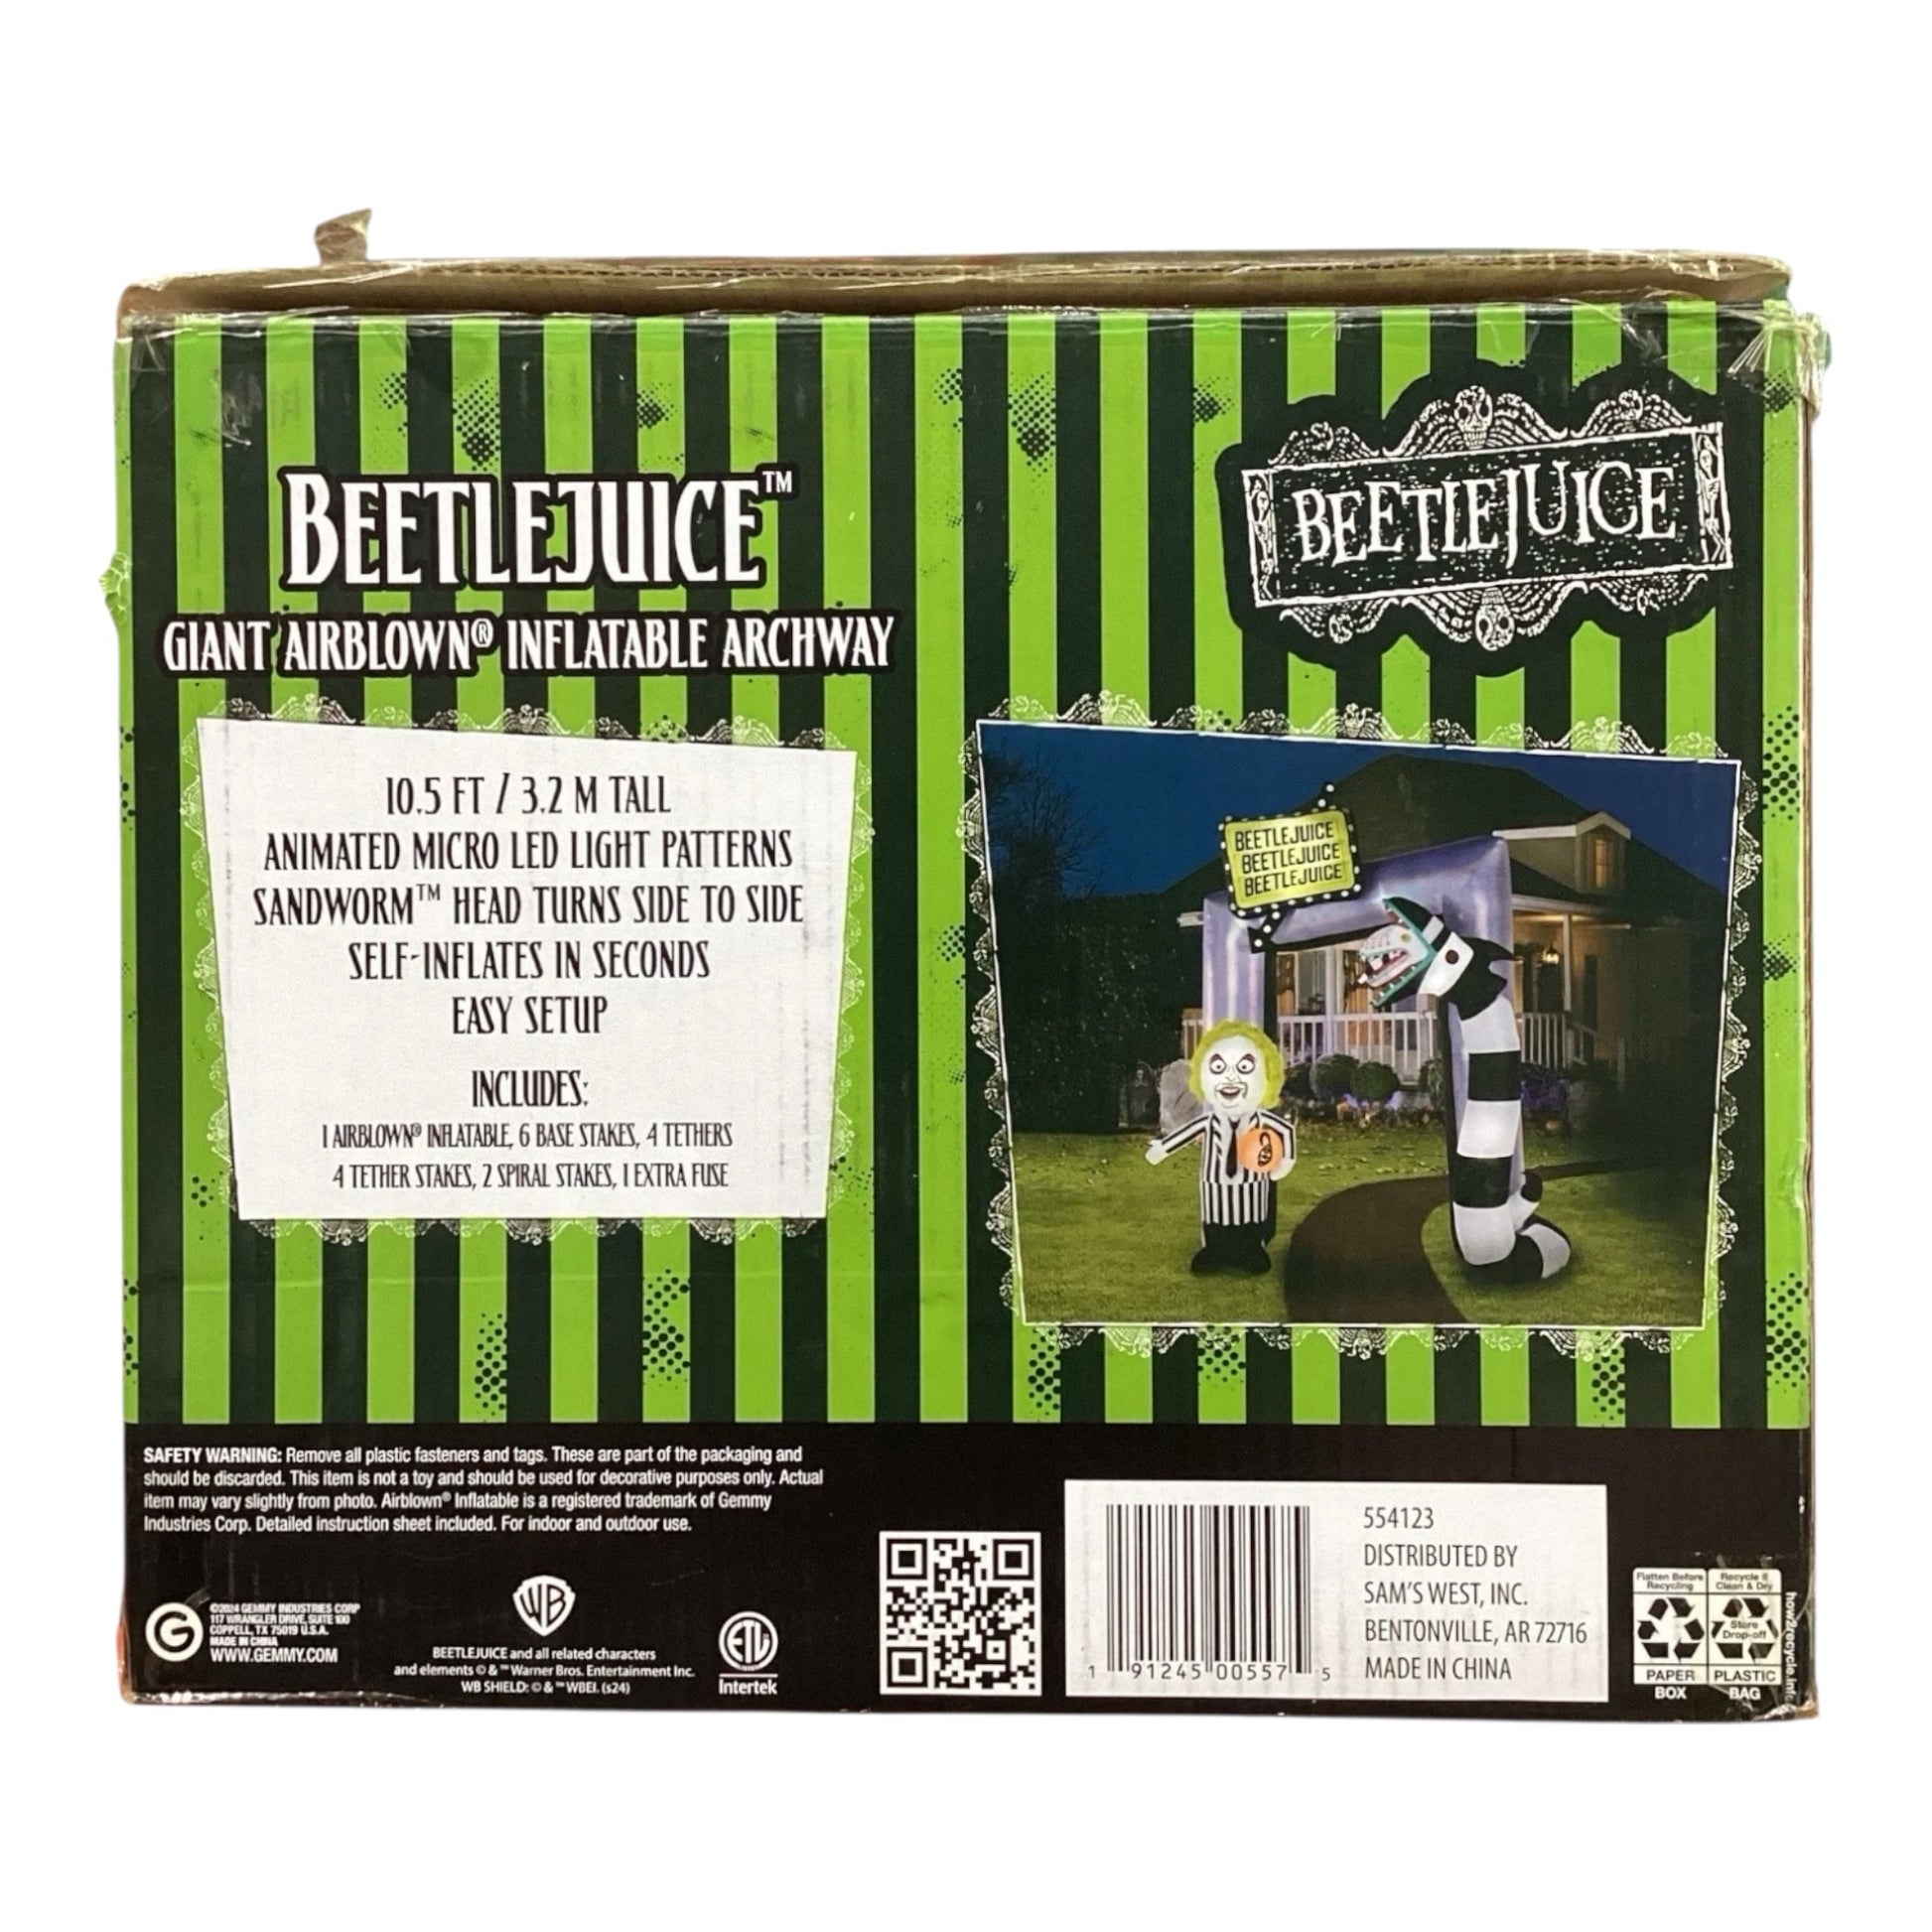 BEETLEJUICE™
GIANT AIRBLOWN® INFLATABLE ARCHWAY
10.5 FT / 3.2 M TALL
ANIMATED MICRO LED LIGHT PATTERNS
SANDWORM™ HEAD TURNS SIDE TO SIDE
SELF-INFLATES IN SECONDS
EASY SETUP
INCLUDES:
1 AIRBLOWN® INFLATABLE, 6 BASE STAKES, 4 TETHERS
4 TETHER STAKES, 2 SPIRAL STAKES, 1 EXTRA FUSE
BEETLEJUICE
BEETLEJUICE
BEETLEJUICE
BEETLEJUICE
SAFETY WARNING: Remove all plastic fasteners and tags. These are part of the packaging and
should be discarded. This item is not a toy and should be used for decorative purposes only. Actual
item may vary slightly from photo. Airblown® Inflatable is a registered trademark of Gemmy
Industries Corp. Detailed instruction sheet included. For indoor and outdoor use.
G
©2024 GEMMY INDUSTRIES CORP
117 WRANGLER DRIVE, SUITE 100
COPPELL, TX 75019 U.S.A.
MADE IN CHINA
WWW.GEMMY.COM
WB
BEETLEJUICE and all related characters
and elements © & ™ Warner Bros. Entertainment Inc.
WB SHIELD: © & ™ WBEI. (s24)
ETL
Intertek
1 91245 00557 5
554123
DISTRIBUTED BY
SAM'S WEST, INC.
BENTONVILLE, AR 72716
MADE IN CHINA
Flatten Before
Recycling
PAPER
BOX
Recycle if
Clean & Dry
Store
Drop-off
PLASTIC
BAG
how2recycle.info